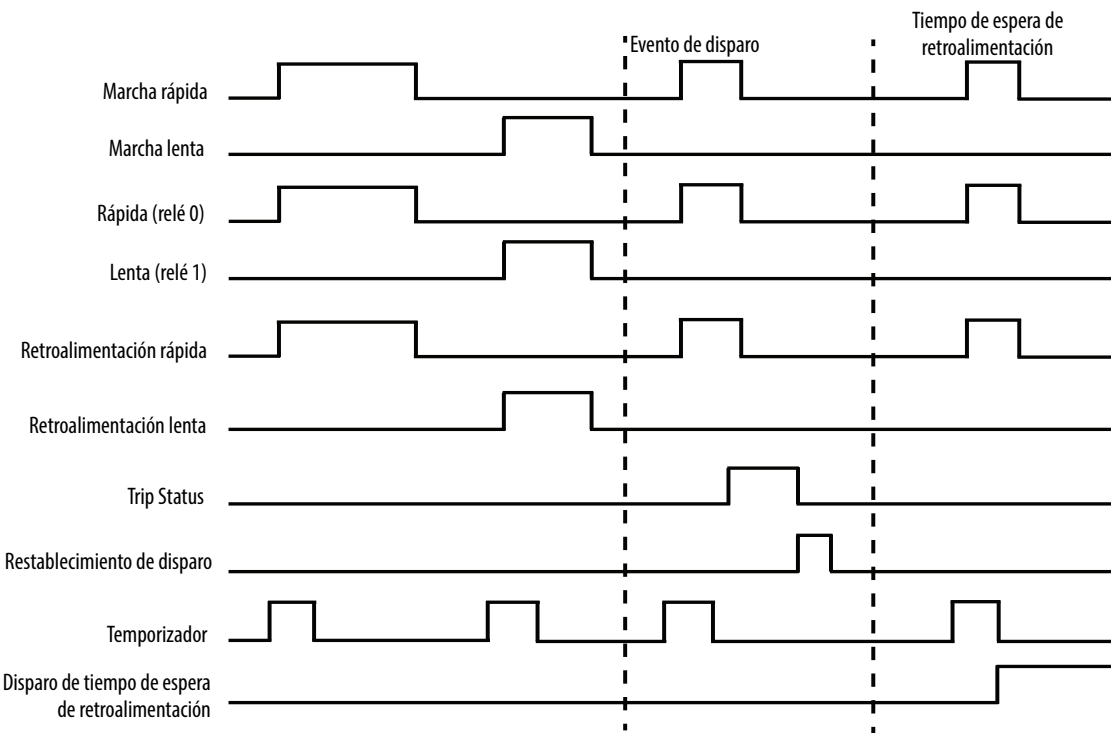 Tiempo de espera de
retroalimentación
Evento de disparo
Marcha rápida
Marcha lenta
Rápida (relé 0)
Lenta (relé 1)
Retroalimentación rápida
Retroalimentación lenta
Trip Status
Restablecimiento de disparo
Temporizador
Disparo de tiempo de espera
de retroalimentación